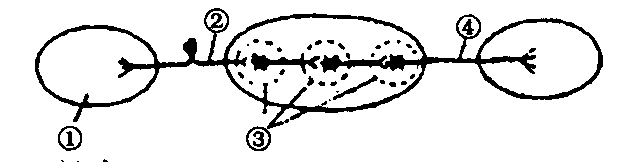 ② ④
① ③